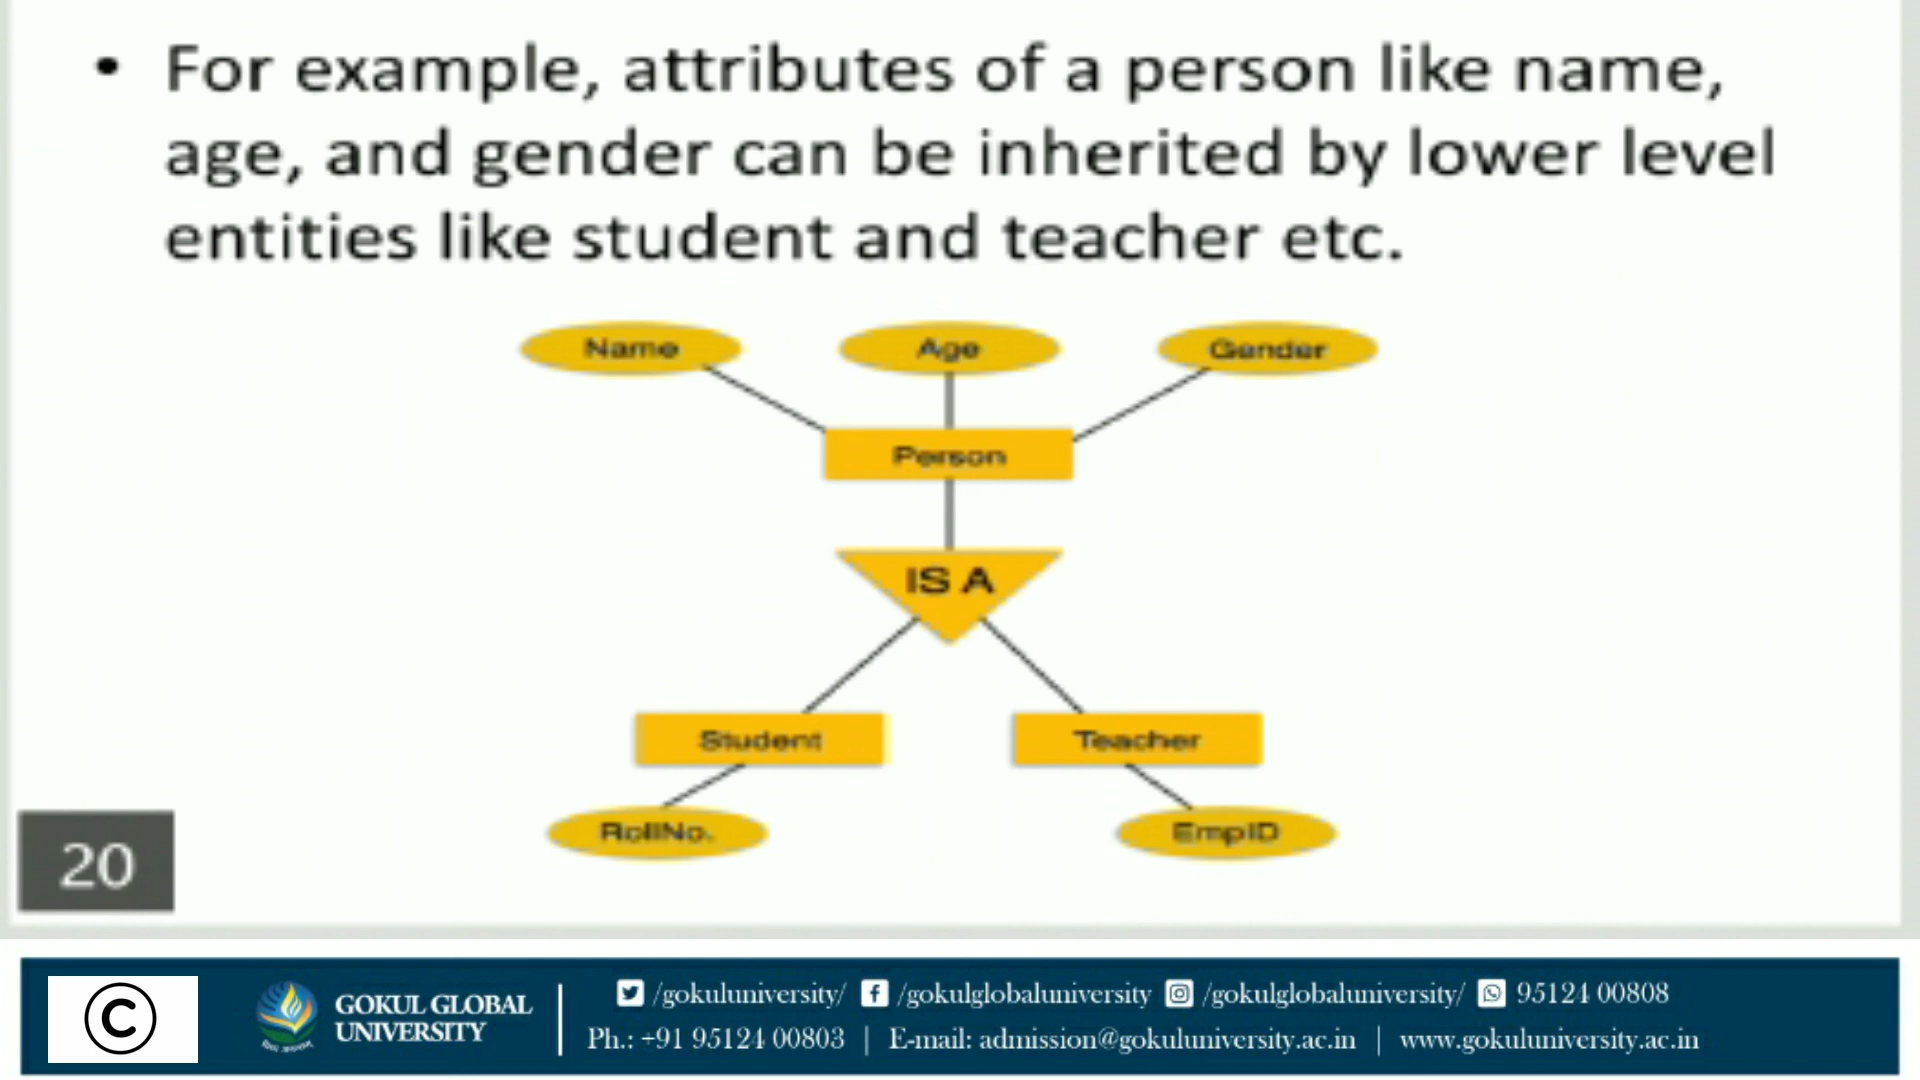 • For example, attributes of a person like name,
age, and gender can be inherited by lower level
entities like student and teacher etc.
Name Age Gender
Person
IS A
Student Teacher
RollNo. EmpID
20
©
GOKUL GLOBAL
UNIVERSITY
/gokuluniversity/ /gokulglobaluniversity /gokulglobaluniversity/ 95124 00808
Ph.: +91 95124 00803 | E-mail: admission@gokuluniversity.ac.in | www.gokuluniversity.ac.in